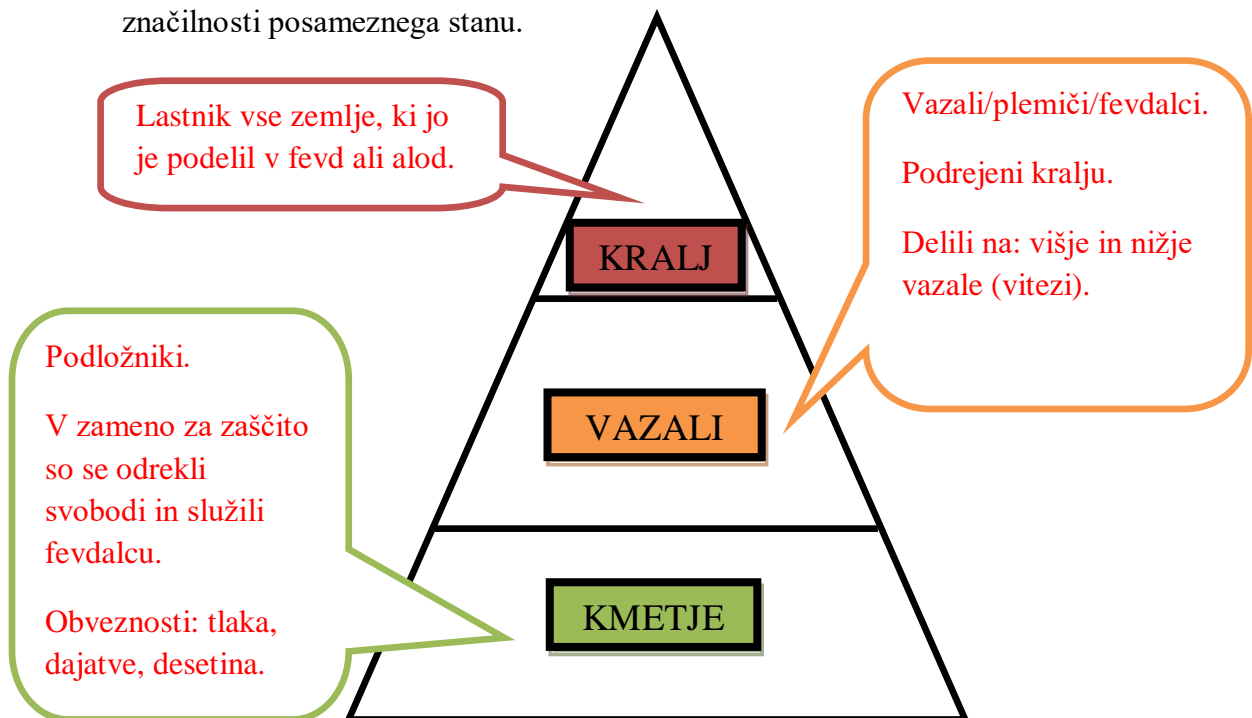 značilnosti posameznega stanu.
Lastnik vse zemlje, ki jo
je podelil v fevd ali alod.
Vazali/plemiči/fevdalci.
Podrejeni kralju.
Delili na: višje in nižje
vazale (vitezi).
KRALJ
Podložniki.
V zameno za zaščito
so se odrekli
svobodi in služili
fevdalcu.
Obveznosti: tlaka,
dajatve, desetina.
VAZALI
KMETJE